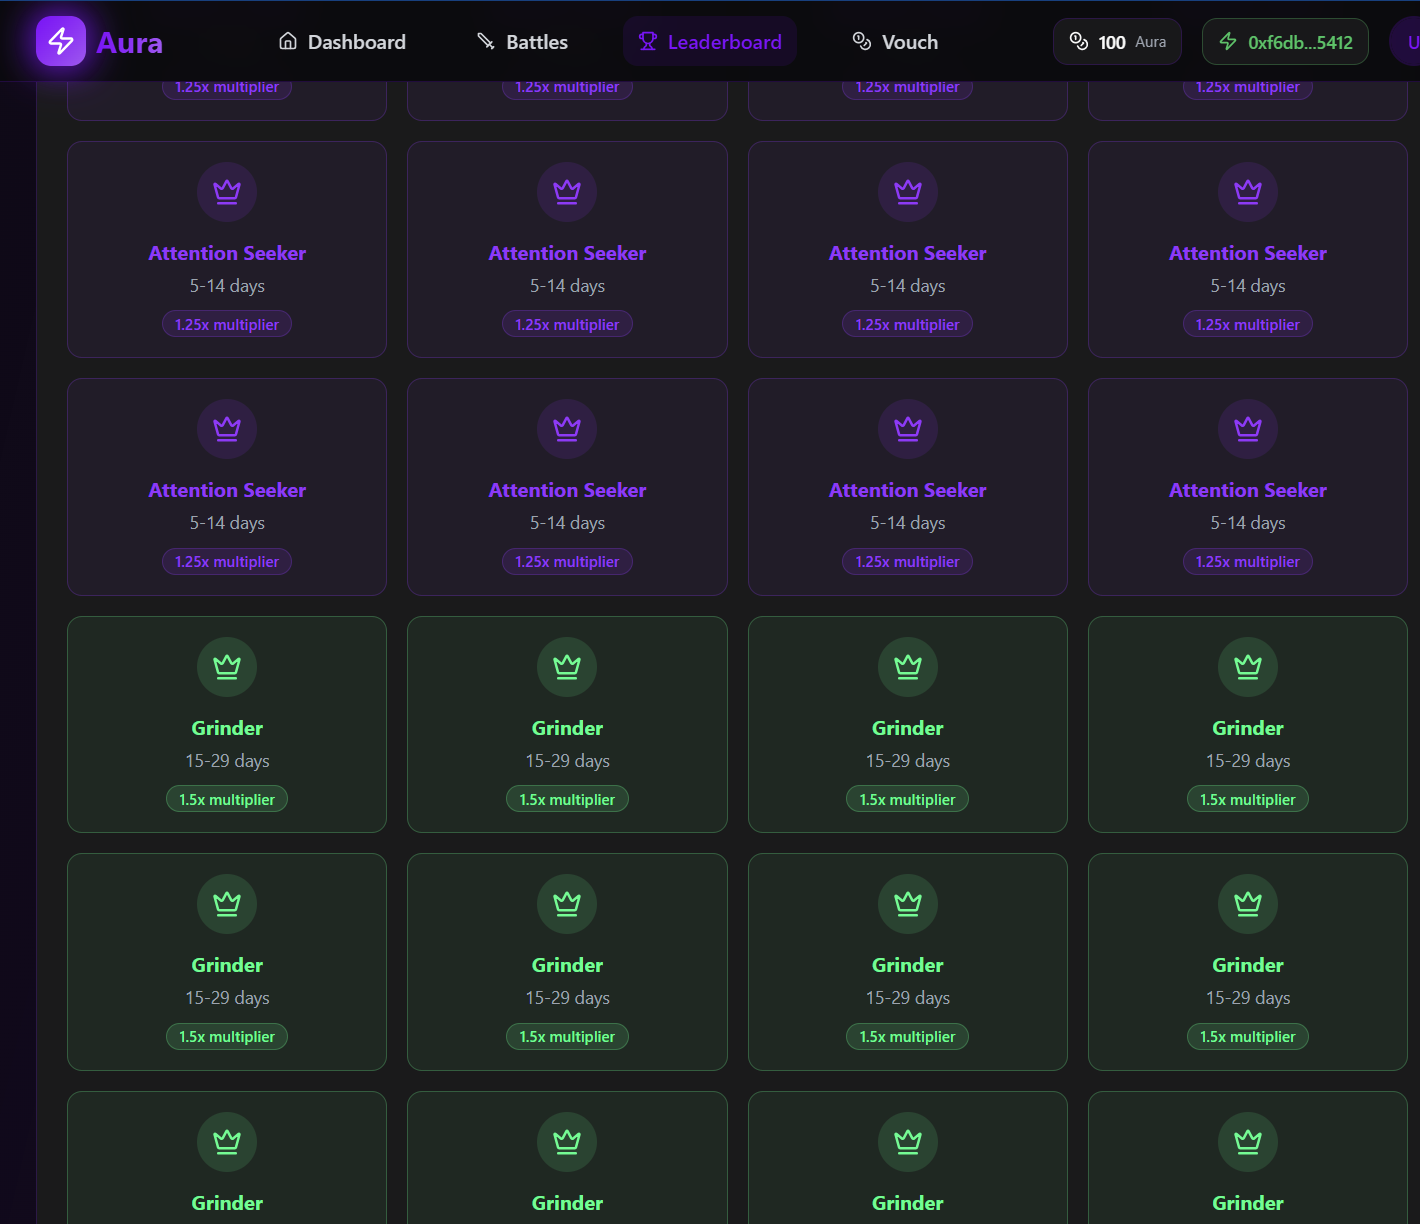 Aura Dashboard Battles Leaderboard Vouch 100 Aura 0xf6db...5412 U
1.25x multiplier 1.25x multiplier 1.25x multiplier 1.25x multiplier
Attention Seeker Attention Seeker Attention Seeker Attention Seeker
5-14 days 5-14 days 5-14 days 5-14 days
1.25x multiplier 1.25x multiplier 1.25x multiplier 1.25x multiplier
Attention Seeker Attention Seeker Attention Seeker Attention Seeker
5-14 days 5-14 days 5-14 days 5-14 days
1.25x multiplier 1.25x multiplier 1.25x multiplier 1.25x multiplier
Grinder Grinder Grinder Grinder
15-29 days 15-29 days 15-29 days 15-29 days
1.5x multiplier 1.5x multiplier 1.5x multiplier 1.5x multiplier
Grinder Grinder Grinder Grinder
15-29 days 15-29 days 15-29 days 15-29 days
1.5x multiplier 1.5x multiplier 1.5x multiplier 1.5x multiplier
Grinder Grinder Grinder Grinder